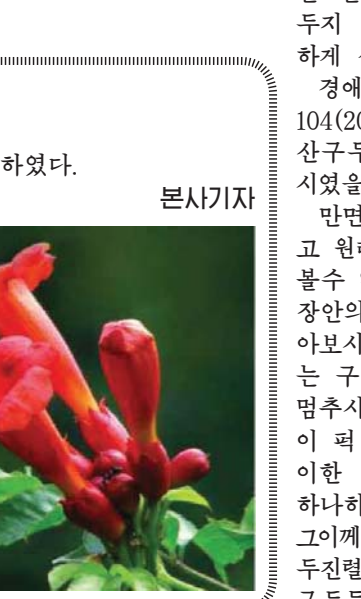 하였다.
본사기자
두지
하게
경애
104(20
산구두
시였을
만면
고 원
볼수
장안의
아보시
는 구
멈추시
이 퍽
이한
하나하
그이께
두진렬